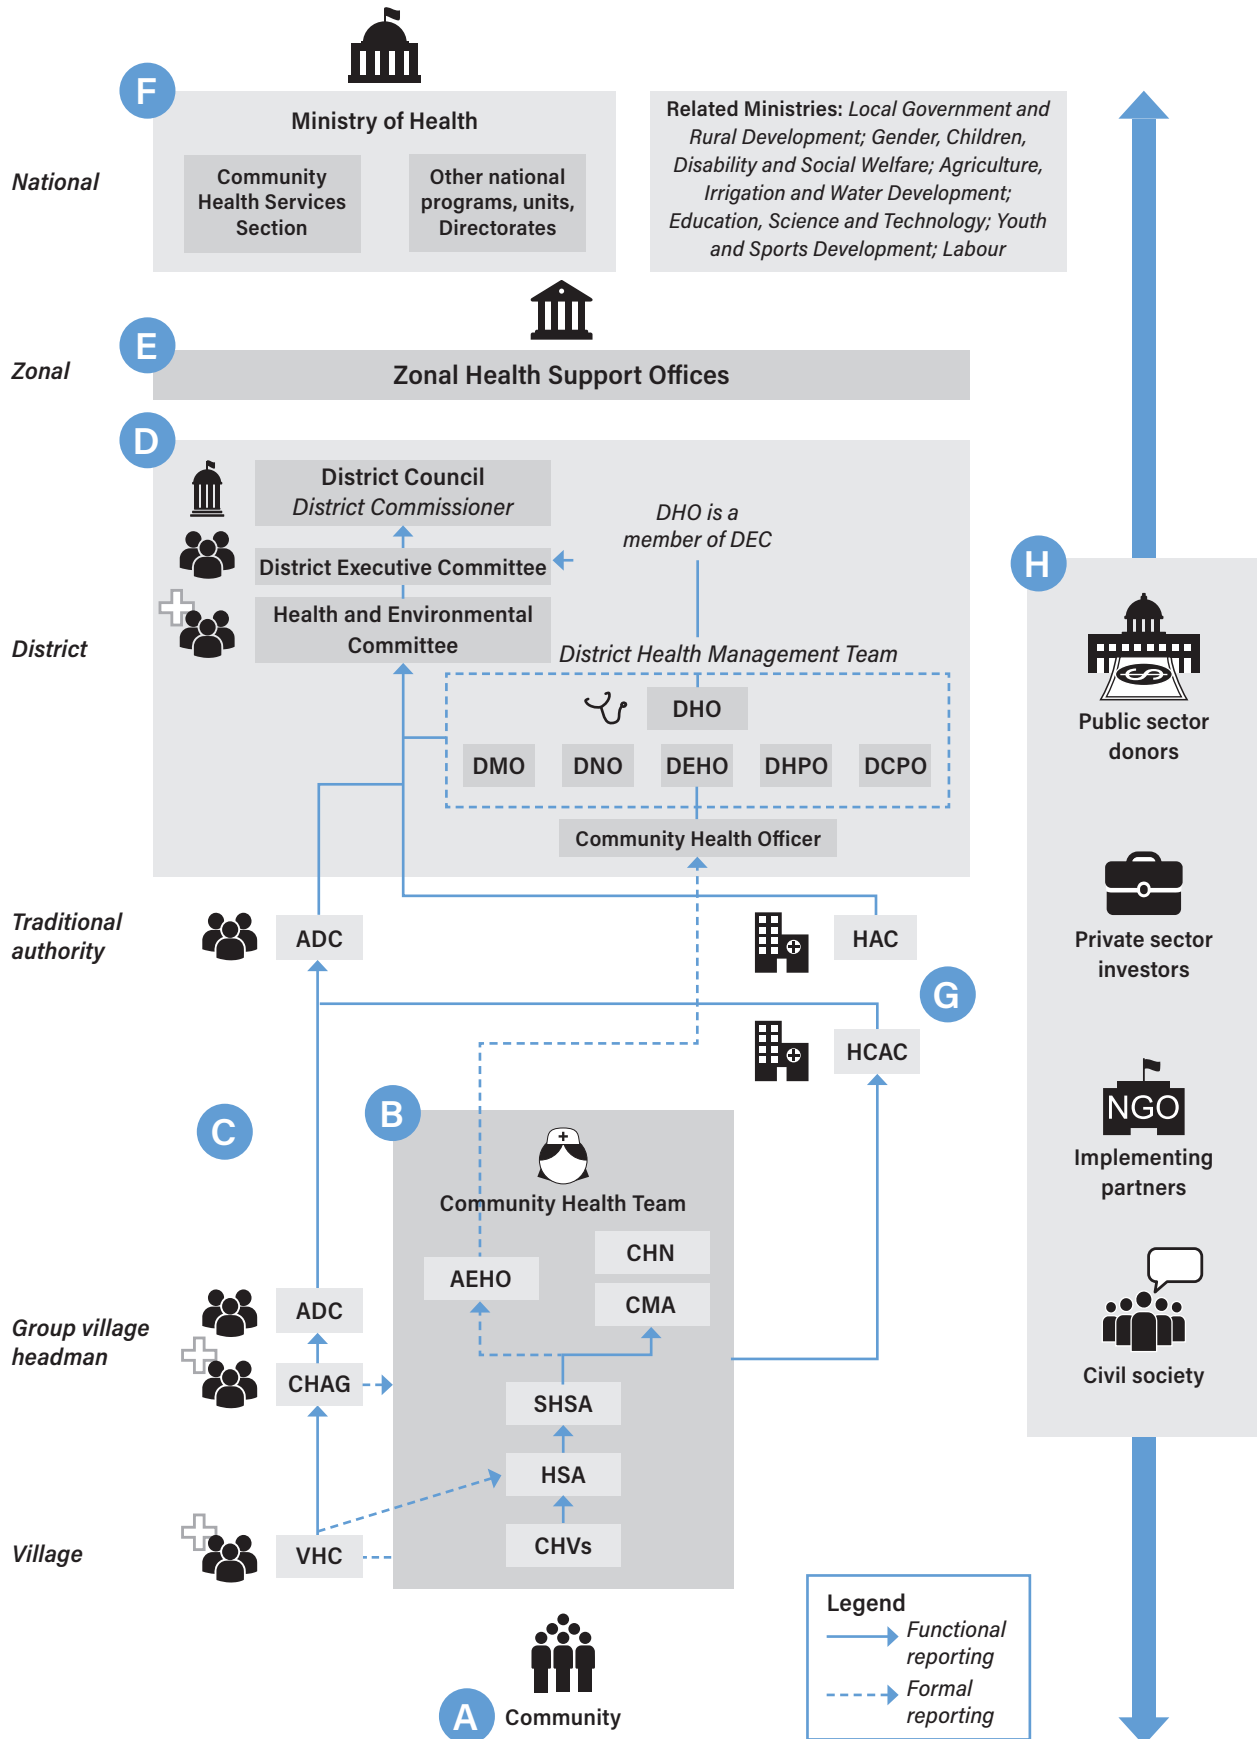 F
Ministry of Health
Community
Health Services
Section
Other national
programs, units,
Directorates
Related Ministries: Local Government and
Rural Development; Gender, Children,
Disability and Social Welfare; Agriculture,
Irrigation and Water Development;
Education, Science and Technology; Youth
and Sports Development; Labour
National
E
Zonal
Zonal Health Support Offices
D
District Council
District Commissioner
District Executive Committee
Health and Environmental
Committee
DHO is a
member of DEC
District
District Health Management Team
DHO
DMO
DNO
DEHO
DHPO
DCPO
Community Health Officer
Traditional
authority
ADC
HAC
G
HCAC
C
B
Community Health Team
CHN
AEHO
CMA
Group village
headman
ADC
CHAG
SHSA
HSA
Village
VHC
CHVs
A
Community
H
Public sector
donors
Private sector
investors
NGO
Implementing
partners
Civil society
Legend
Functional
reporting
Formal
reporting